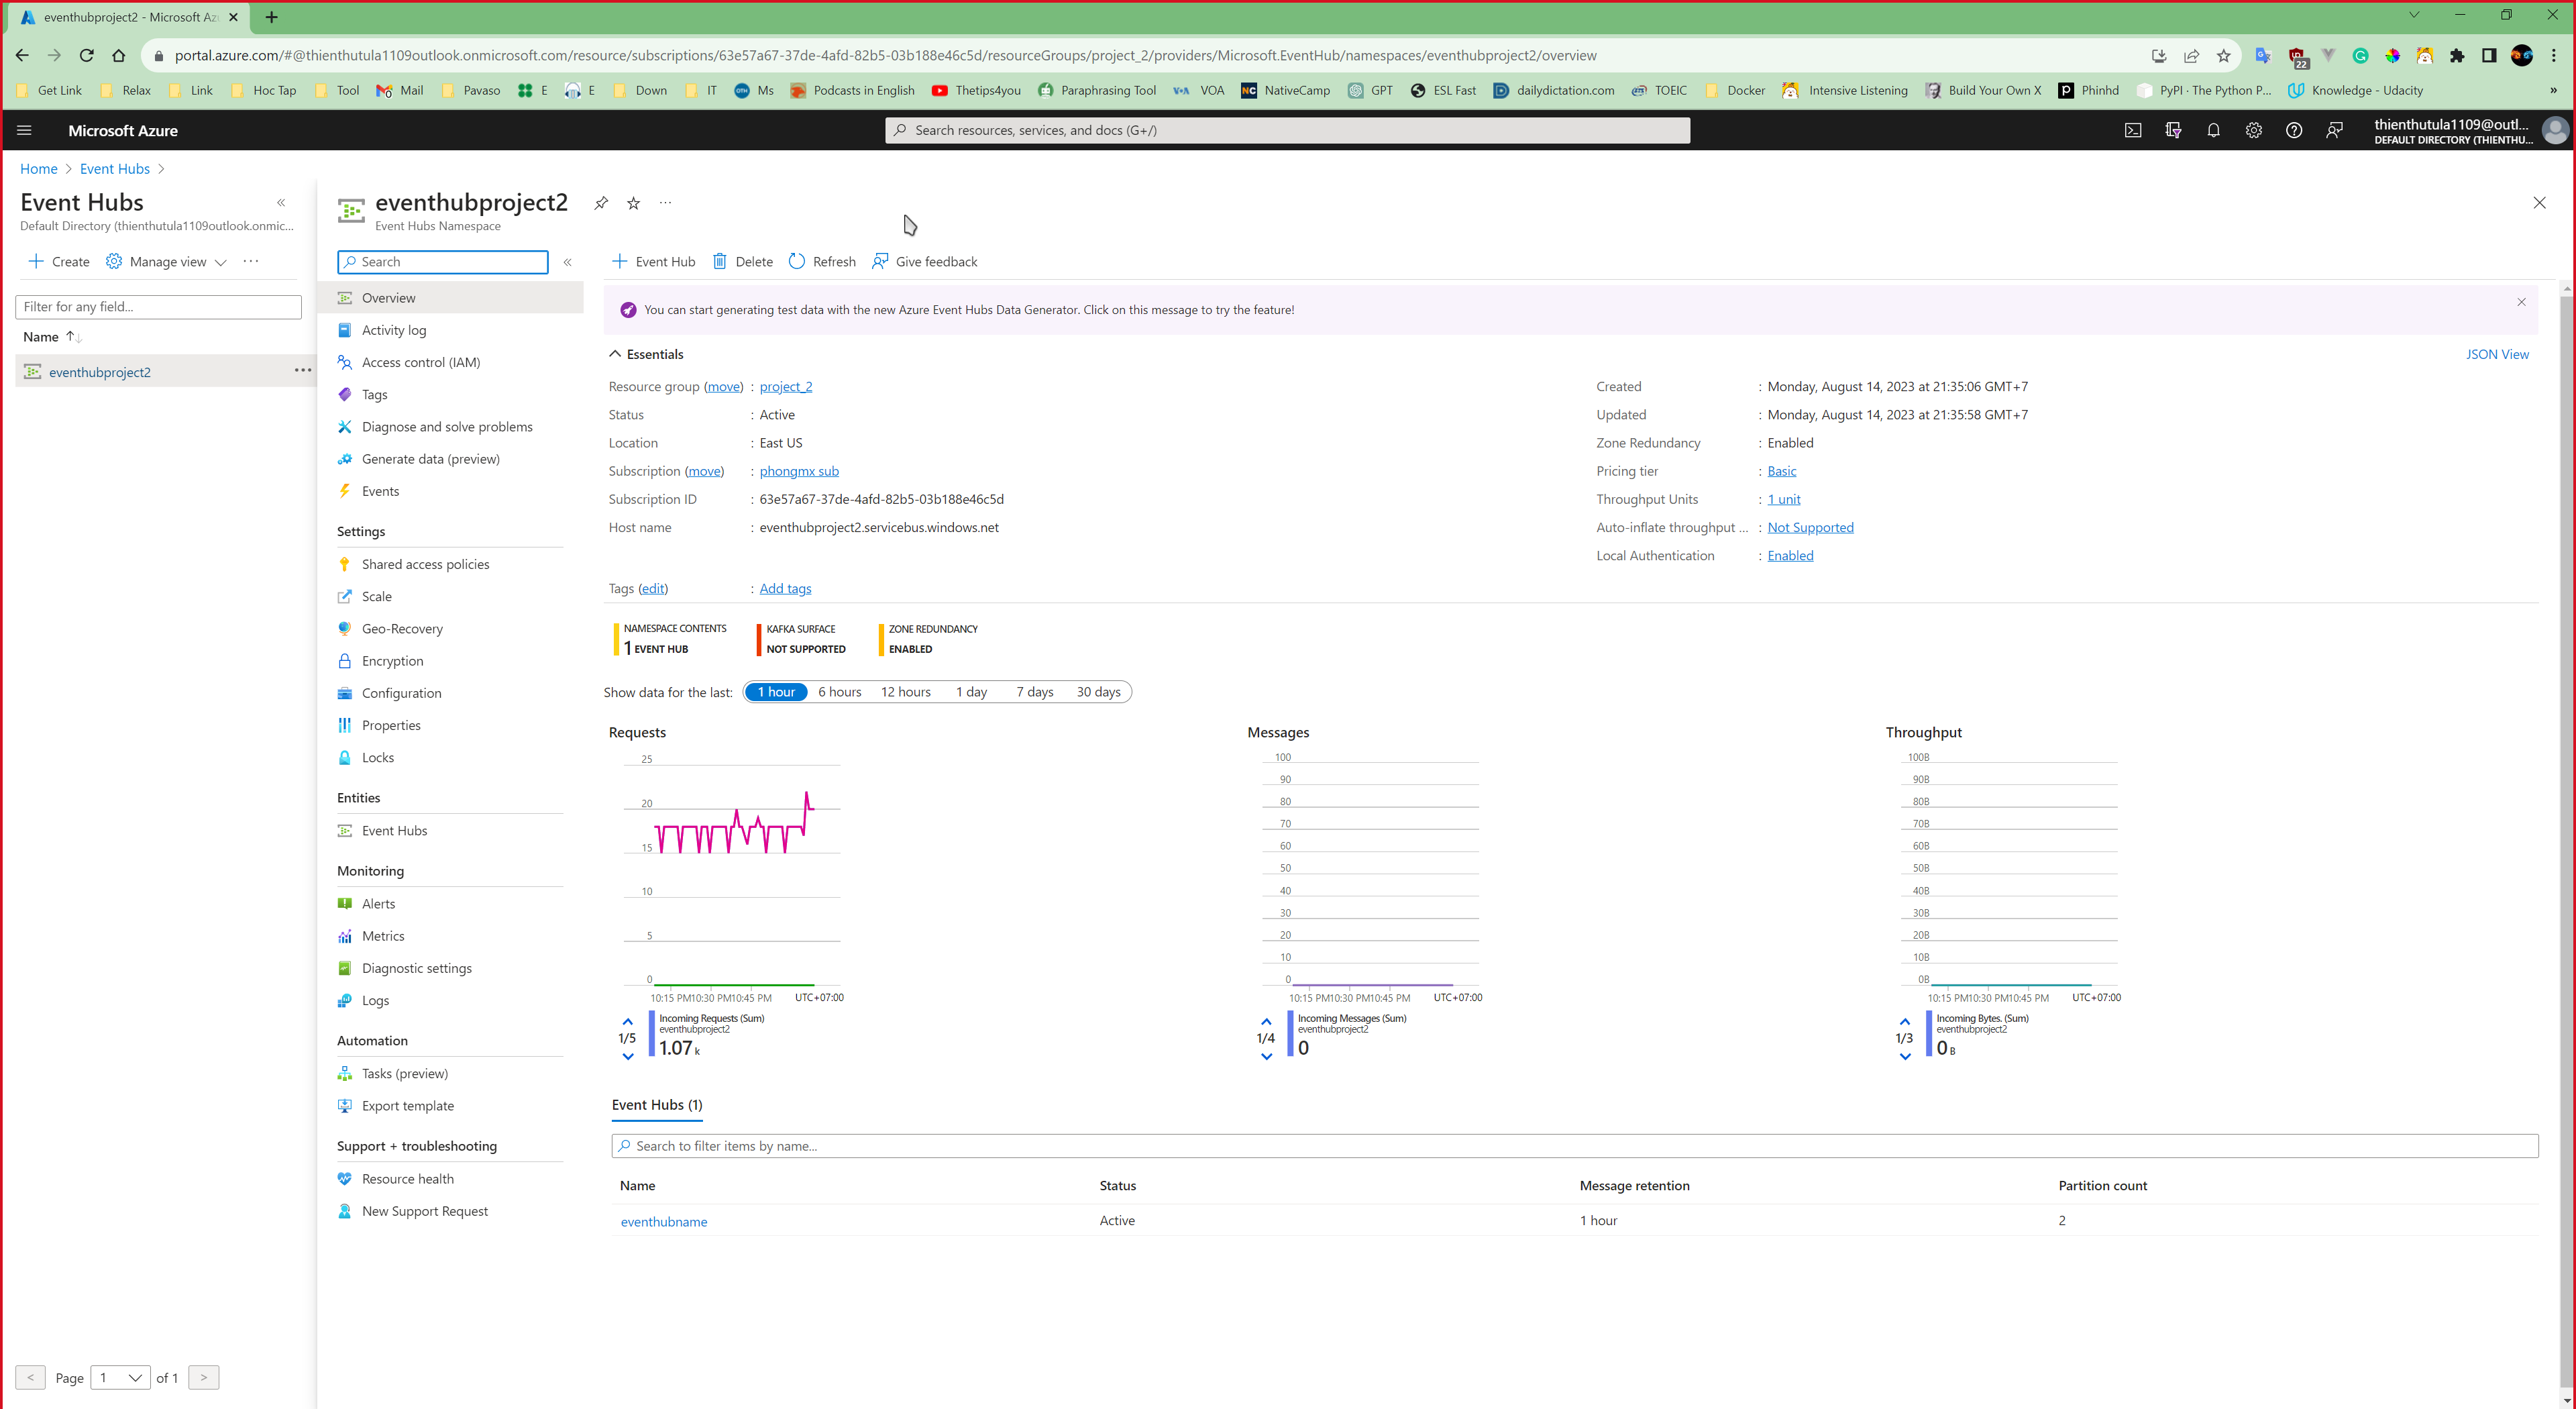 eventhubproject2 - Microsoft Az
portal.azure.com/#@thienthutula1109outlook.onmicrosoft.com/resource/subscriptions/63e57a67-37de-4afd-82b5-03b188e46c5d/resourceGroups/project_2/providers/Microsoft.EventHub/namespaces/eventhubproject2/overview
22
Get Link Relax Link Hoc Tap Tool Mail Pavaso E E Down IT Ms Podcasts in English Thetips4you Paraphrasing Tool VOA NativeCamp GPT ESL Fast dailydictation.com TOEIC Docker Intensive Listening Build Your Own X Phinhd PyPI · The Python P... Knowledge - Udacity »
Microsoft Azure
Search resources, services, and docs (G+/)
thienthutula1109@outl...
DEFAULT DIRECTORY (THIENTHU...
Home > Event Hubs >
Event Hubs «
Default Directory (thienthutula1109outlook.onmic...
+ Create Manage view ...
Filter for any field...
Name ↑↓
eventhubproject2 ...
< Page 1 of 1 >
eventhubproject2 ...
Event Hubs Namespace
Search «
Overview
Activity log
Access control (IAM)
Tags
Diagnose and solve problems
Generate data (preview)
Events
Settings
Shared access policies
Scale
Geo-Recovery
Encryption
Configuration
Properties
Locks
Entities
Event Hubs
Monitoring
Alerts
Metrics
Diagnostic settings
Logs
Automation
Tasks (preview)
Export template
Support + troubleshooting
Resource health
New Support Request
+ Event Hub Delete Refresh Give feedback
You can start generating test data with the new Azure Event Hubs Data Generator. Click on this message to try the feature!
Essentials
JSON View
Resource group (move) : project_2
Status : Active
Location : East US
Subscription (move) : phongmx sub
Subscription ID : 63e57a67-37de-4afd-82b5-03b188e46c5d
Host name : eventhubproject2.servicebus.windows.net
Created : Monday, August 14, 2023 at 21:35:06 GMT+7
Updated : Monday, August 14, 2023 at 21:35:58 GMT+7
Zone Redundancy : Enabled
Pricing tier : Basic
Throughput Units : 1 unit
Auto-inflate throughput ... : Not Supported
Local Authentication : Enabled
Tags (edit) : Add tags
NAMESPACE CONTENTS
1 EVENT HUB
KAFKA SURFACE
NOT SUPPORTED
ZONE REDUNDANCY
ENABLED
Show data for the last: 1 hour 6 hours 12 hours 1 day 7 days 30 days
Requests
25
20
15
10
5
0
10:15 PM 10:30 PM 10:45 PM UTC+07:00
1/5
Incoming Requests (Sum)
eventhubproject2
1.07 k
Messages
100
90
80
70
60
50
40
30
20
10
0
10:15 PM 10:30 PM 10:45 PM UTC+07:00
1/4
Incoming Messages (Sum)
eventhubproject2
0
Throughput
100B
90B
80B
70B
60B
50B
40B
30B
20B
10B
0B
10:15 PM 10:30 PM 10:45 PM UTC+07:00
1/3
Incoming Bytes. (Sum)
eventhubproject2
0 B
Event Hubs (1)
Search to filter items by name...
Name Status Message retention Partition count
eventhubname Active 1 hour 2